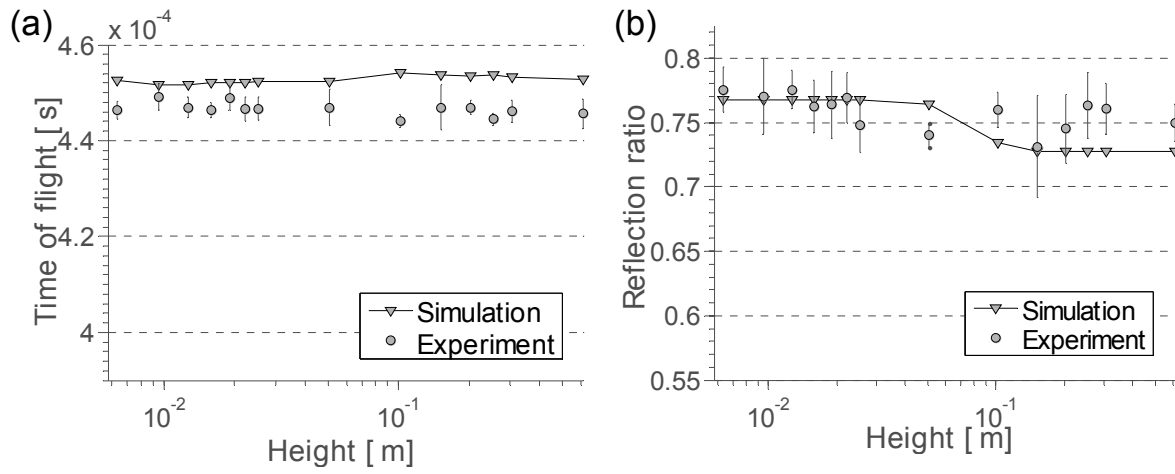 (a)
x 10⁻⁴
4.6
4.4
4.2
4
Time of flight [ s]
Simulation
Experiment
10⁻² 10⁻¹
Height [ m]
(b)
0.8
0.75
0.7
0.65
0.6
0.55
Reflection ratio
Simulation
Experiment
10⁻² 10⁻¹
Height [ m]